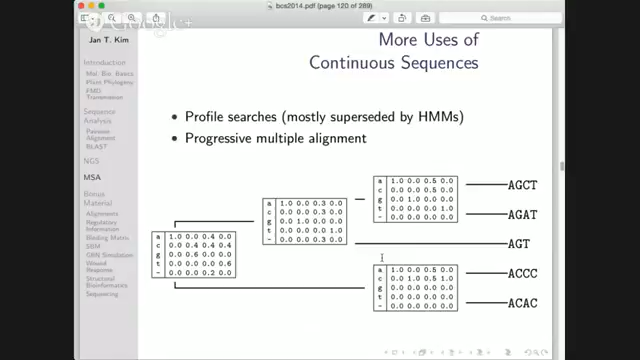 bcs2014.pdf (page 120 of 289)
Search
Google+
Jan T. Kim
More Uses of
Continuous Sequences
Introduction
Mol. Bio. Basics
Plant Phylogeny
FMD
Transmission
Sequence
Analysis
Pairwise
Alignment
BLAST
NGS
MSA
Bonus
Material
Alignments
Regulatory
Information
Binding Matrix
SBM
GRN Simulation
Wound
Response
Structural
Bioinformatics
Sequencing
• Profile searches (mostly superseded by HMMs)
• Progressive multiple alignment
a 1.0 0.0 0.5 0.0
c 0.0 0.0 0.5 0.0
g 0.0 1.0 0.0 0.0
t 0.0 0.0 0.0 1.0
- 0.0 0.0 0.0 0.0
AGCT
AGAT
a 1.0 0.0 0.3 0.0
c 0.0 0.0 0.3 0.0
g 0.0 1.0 0.0 0.0
t 0.0 0.0 0.0 1.0
- 0.0 0.0 0.3 0.0
AGT
a 1.0 0.0 0.4 0.0
c 0.0 0.4 0.4 0.4
g 0.0 0.6 0.0 0.0
t 0.0 0.0 0.0 0.6
- 0.0 0.0 0.2 0.0
a 1.0 0.0 0.5 0.0
c 0.0 1.0 0.5 1.0
g 0.0 0.0 0.0 0.0
t 0.0 0.0 0.0 0.0
- 0.0 0.0 0.0 0.0
ACCC
ACAC